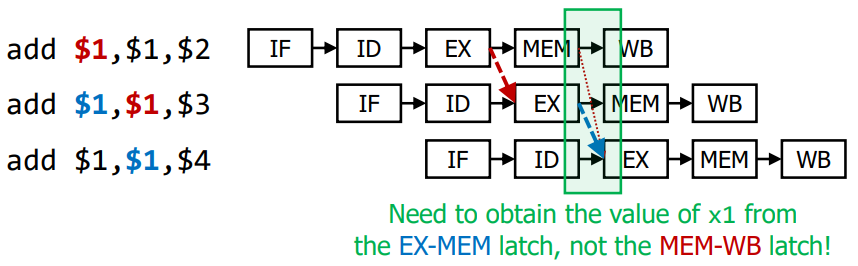 add $1,$1,$2 IF ID EX MEM WB
add $1,$1,$3 IF ID EX MEM WB
add $1,$1,$4 IF ID EX MEM WB
Need to obtain the value of x1 from
the EX-MEM latch, not the MEM-WB latch!